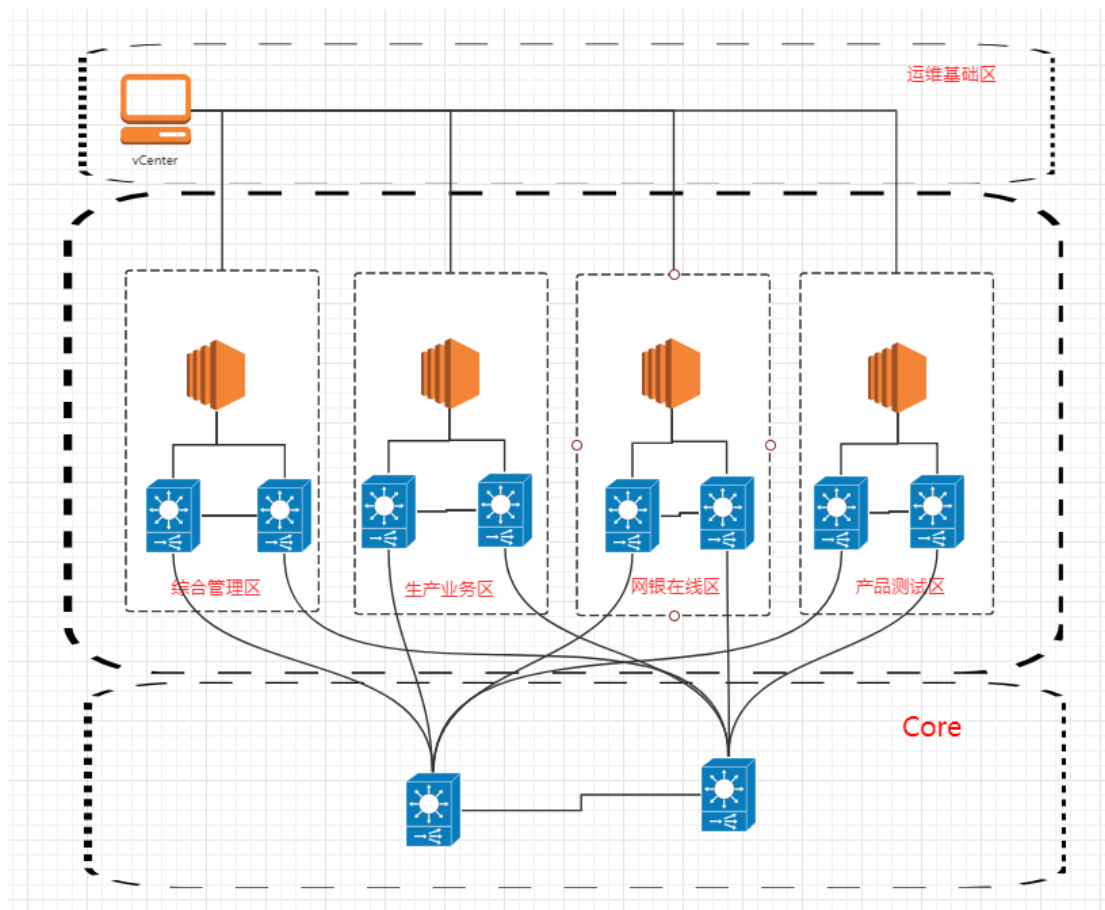 运维基础区
vCenter
综合管理区
生产业务区
网银在线区
产品测试区
Core